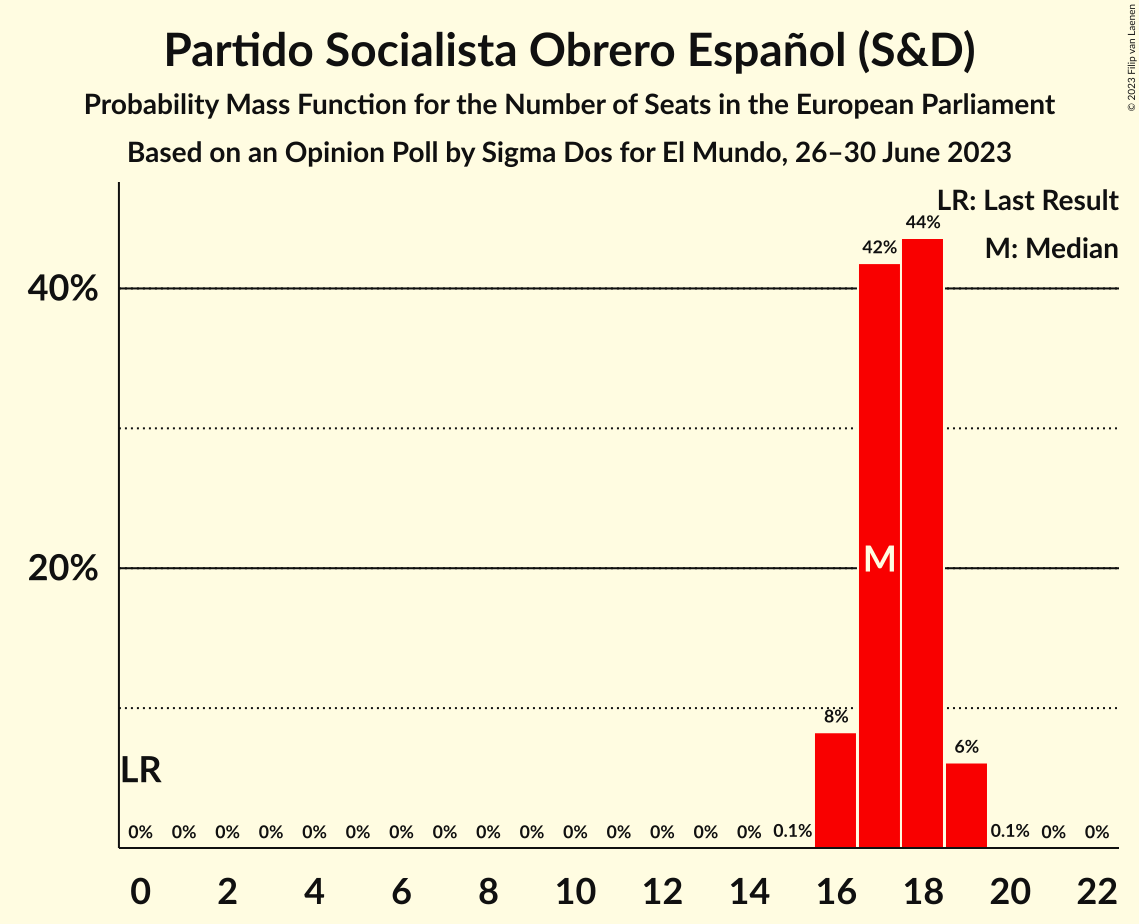 Partido Socialista Obrero Español (S&D)
Probability Mass Function for the Number of Seats in the European Parliament
Based on an Opinion Poll by Sigma Dos for El Mundo, 26–30 June 2023
© 2023 Filip van Laenen
LR: Last Result
M: Median
44%
42%
40%
20%
M
8%
6%
LR
0% 0% 0% 0% 0% 0% 0% 0% 0% 0% 0% 0% 0% 0% 0% 0.1% 0.1% 0% 0%
0 2 4 6 8 10 12 14 16 18 20 22